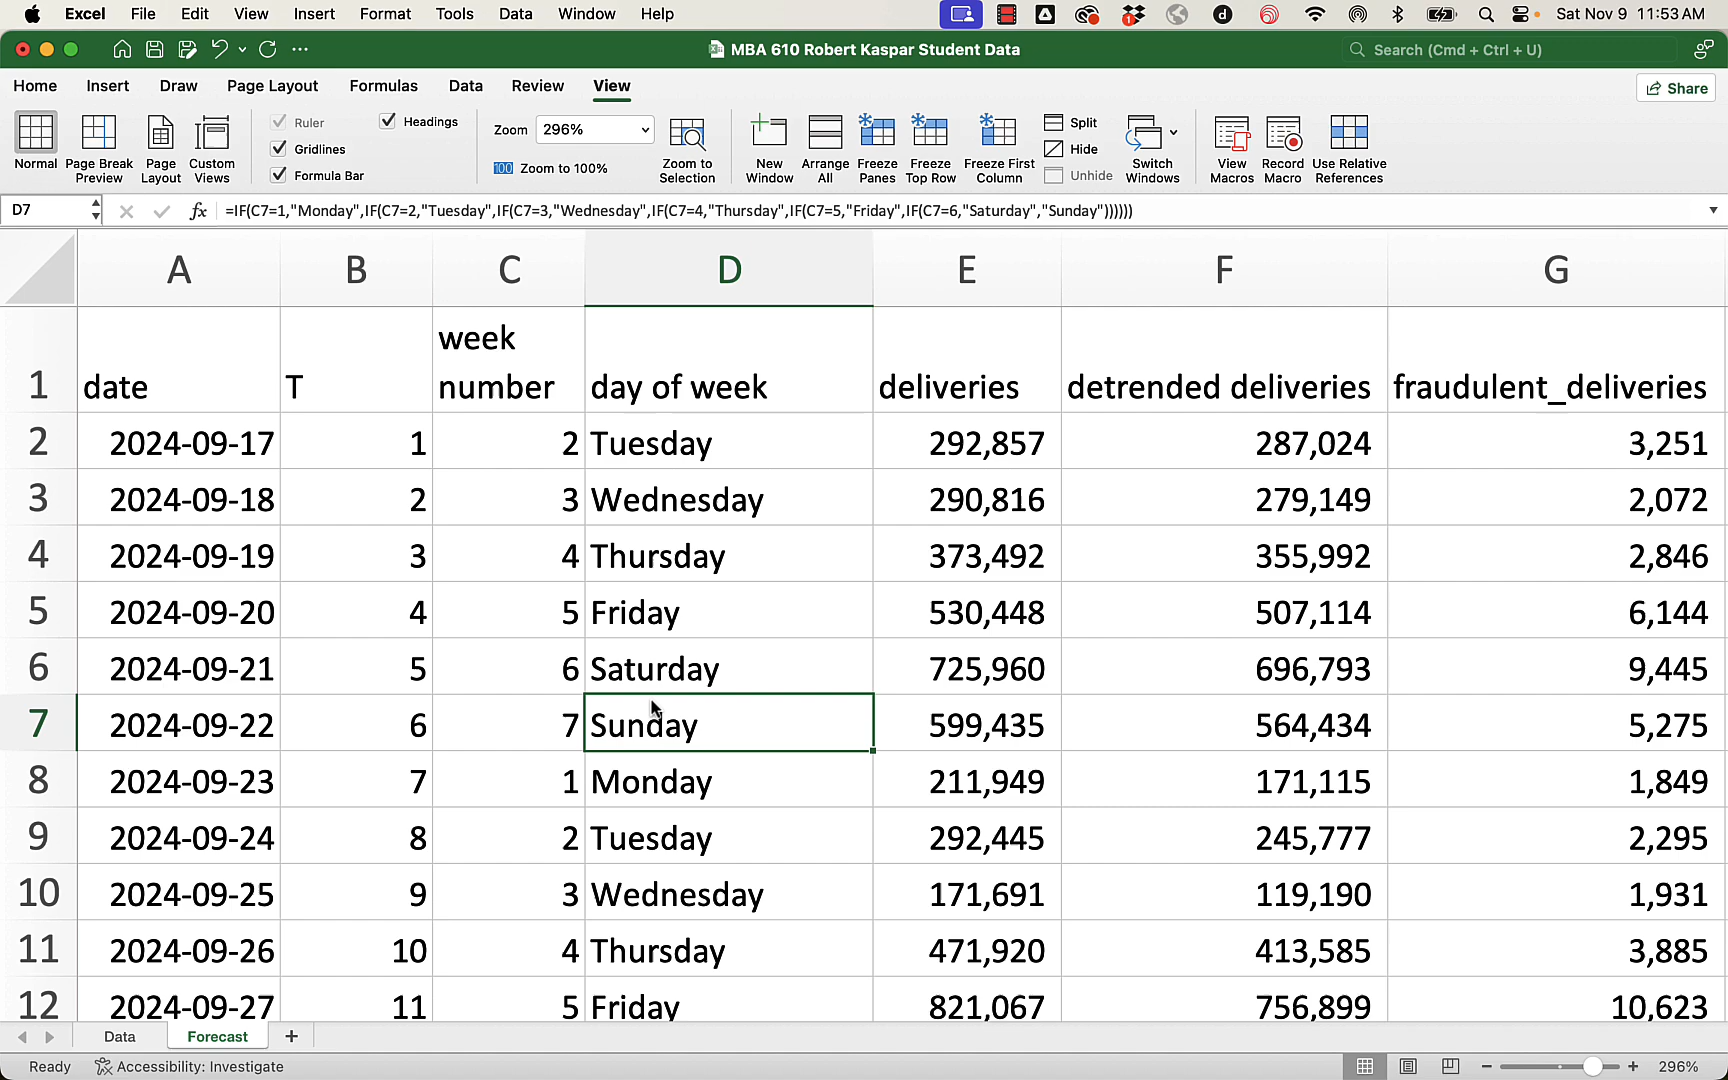 Excel File Edit View Insert Format Tools Data Window Help Sat Nov 9 11:53 AM
MBA 610 Robert Kaspar Student Data Search (Cmd + Ctrl + U)
Home Insert Draw Page Layout Formulas Data Review View Share
Normal Page Break Preview Page Layout Custom Views
Ruler Headings
Gridlines
Formula Bar
Zoom 296%
100 Zoom to 100%
Zoom to Selection
New Window Arrange All Freeze Panes Freeze Top Row Freeze First Column
Split
Hide
Unhide
Switch Windows
View Macros Record Macro Use Relative References
D7 fx =IF(C7=1,"Monday",IF(C7=2,"Tuesday",IF(C7=3,"Wednesday",IF(C7=4,"Thursday",IF(C7=5,"Friday",IF(C7=6,"Saturday","Sunday"))))))
A B C D E F G
1 date T week number day of week deliveries detrended deliveries fraudulent_deliveries
2 2024-09-17 1 2 Tuesday 292,857 287,024 3,251
3 2024-09-18 2 3 Wednesday 290,816 279,149 2,072
4 2024-09-19 3 4 Thursday 373,492 355,992 2,846
5 2024-09-20 4 5 Friday 530,448 507,114 6,144
6 2024-09-21 5 6 Saturday 725,960 696,793 9,445
7 2024-09-22 6 7 Sunday 599,435 564,434 5,275
8 2024-09-23 7 1 Monday 211,949 171,115 1,849
9 2024-09-24 8 2 Tuesday 292,445 245,777 2,295
10 2024-09-25 9 3 Wednesday 171,691 119,190 1,931
11 2024-09-26 10 4 Thursday 471,920 413,585 3,885
12 2024-09-27 11 5 Friday 821,067 756,899 10,623
Data Forecast +
Ready Accessibility: Investigate 296%